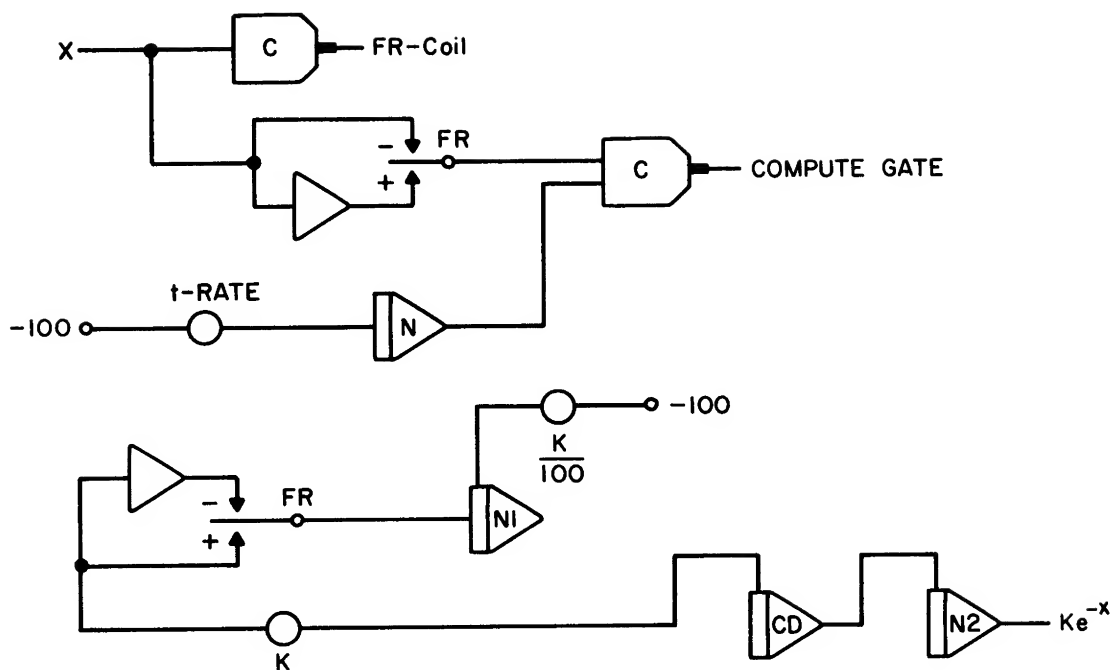 X
C
FR-Coil
-
FR
+
C
COMPUTE GATE
t-RATE
-100
N
-100
K
100
-
FR
+
N1
K
CD
N2
Ke^-x